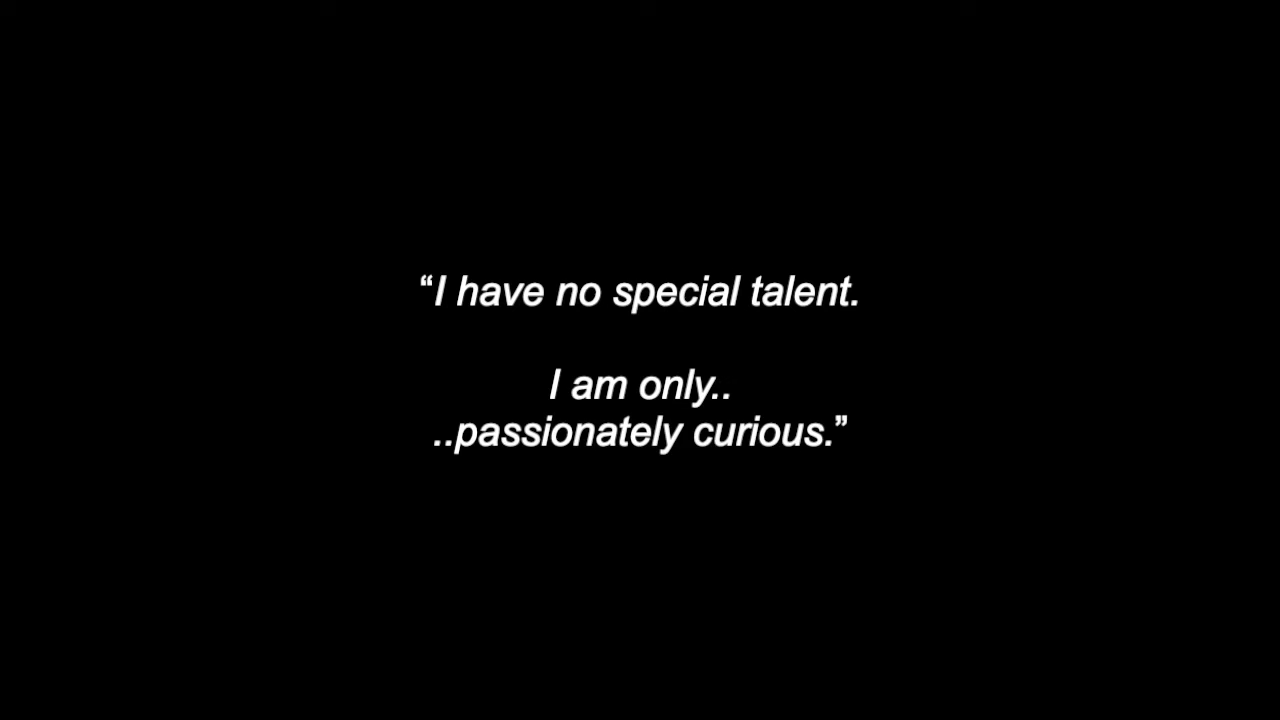 “I have no special talent.
I am only..
..passionately curious.”